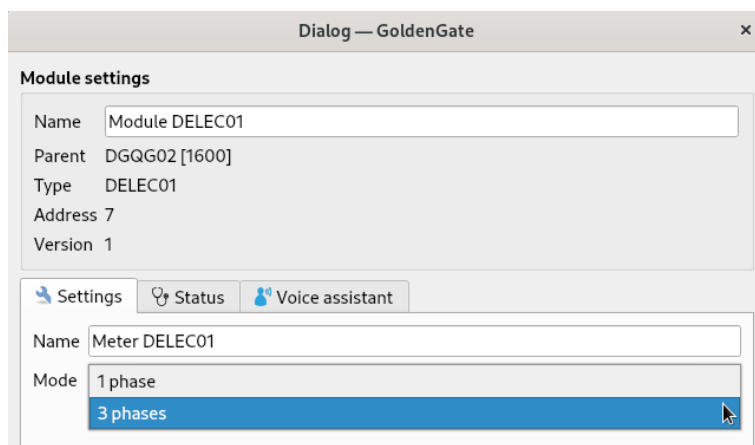 Dialog — GoldenGate ×
Module settings
Name Module DELEC01
Parent DGQG02 [1600]
Type DELEC01
Address 7
Version 1
Settings Status Voice assistant
Name Meter DELEC01
Mode 1 phase
3 phases